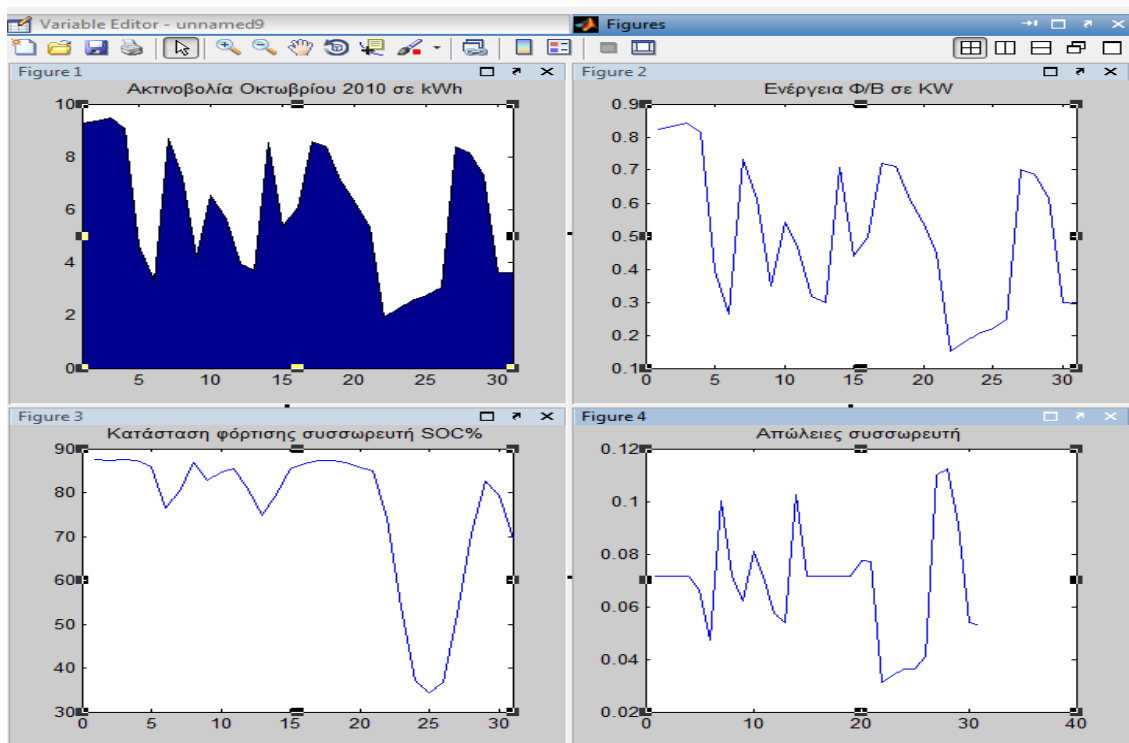 Variable Editor - unnamed9
Figures
Figure 1
Ακτινοβολία Οκτωβρίου 2010 σε kWh
10
8
6
4
2
0
5 10 15 20 25 30
Figure 2
Ενέργεια Φ/Β σε KW
0.9
0.8
0.7
0.6
0.5
0.4
0.3
0.2
0.1
0 5 10 15 20 25 30
Figure 3
Κατάσταση φόρτισης συσσωρευτή SOC%
90
80
70
60
50
40
30
0 5 10 15 20 25 30
Figure 4
Απώλειες συσσωρευτή
0.12
0.1
0.08
0.06
0.04
0.02
0 10 20 30 40